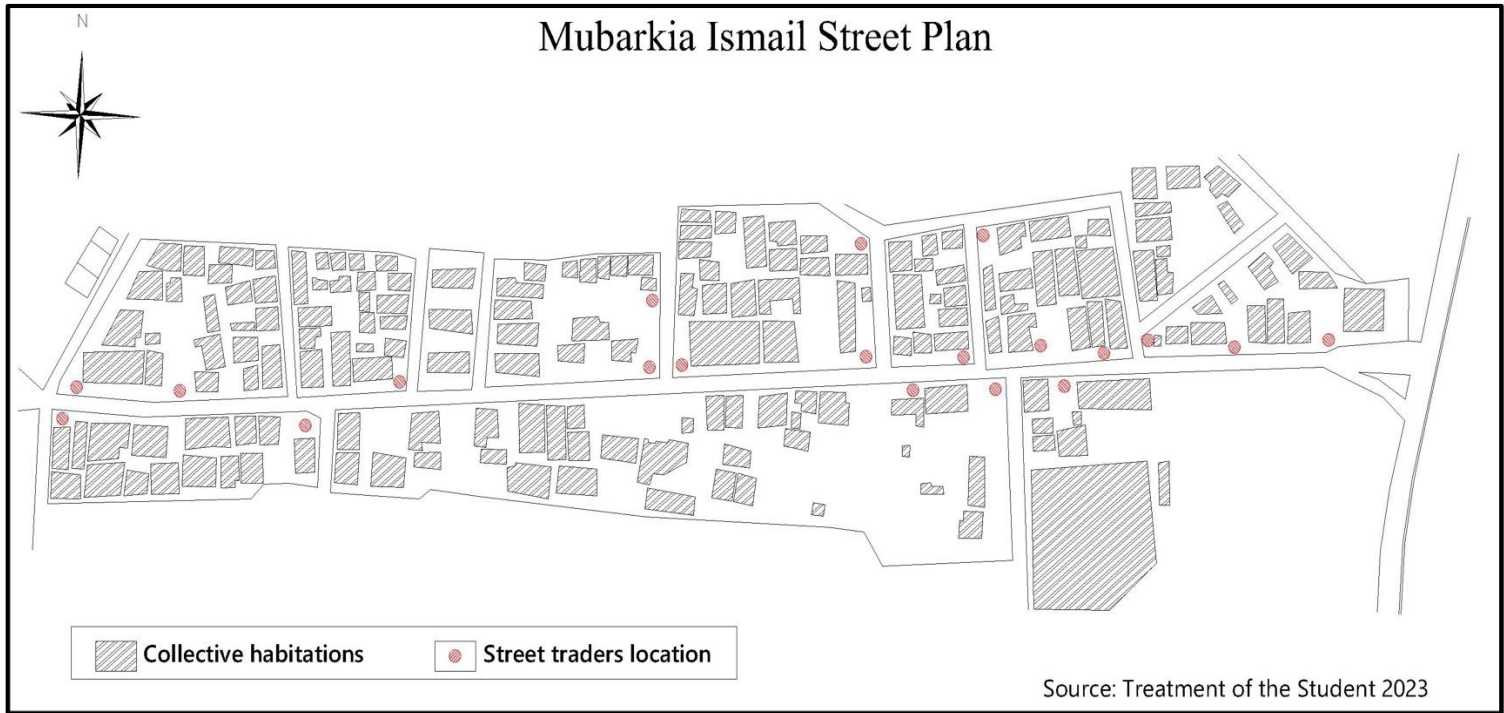 N
Mubarkia Ismail Street Plan
Collective habitations
Street traders location
Source: Treatment of the Student 2023